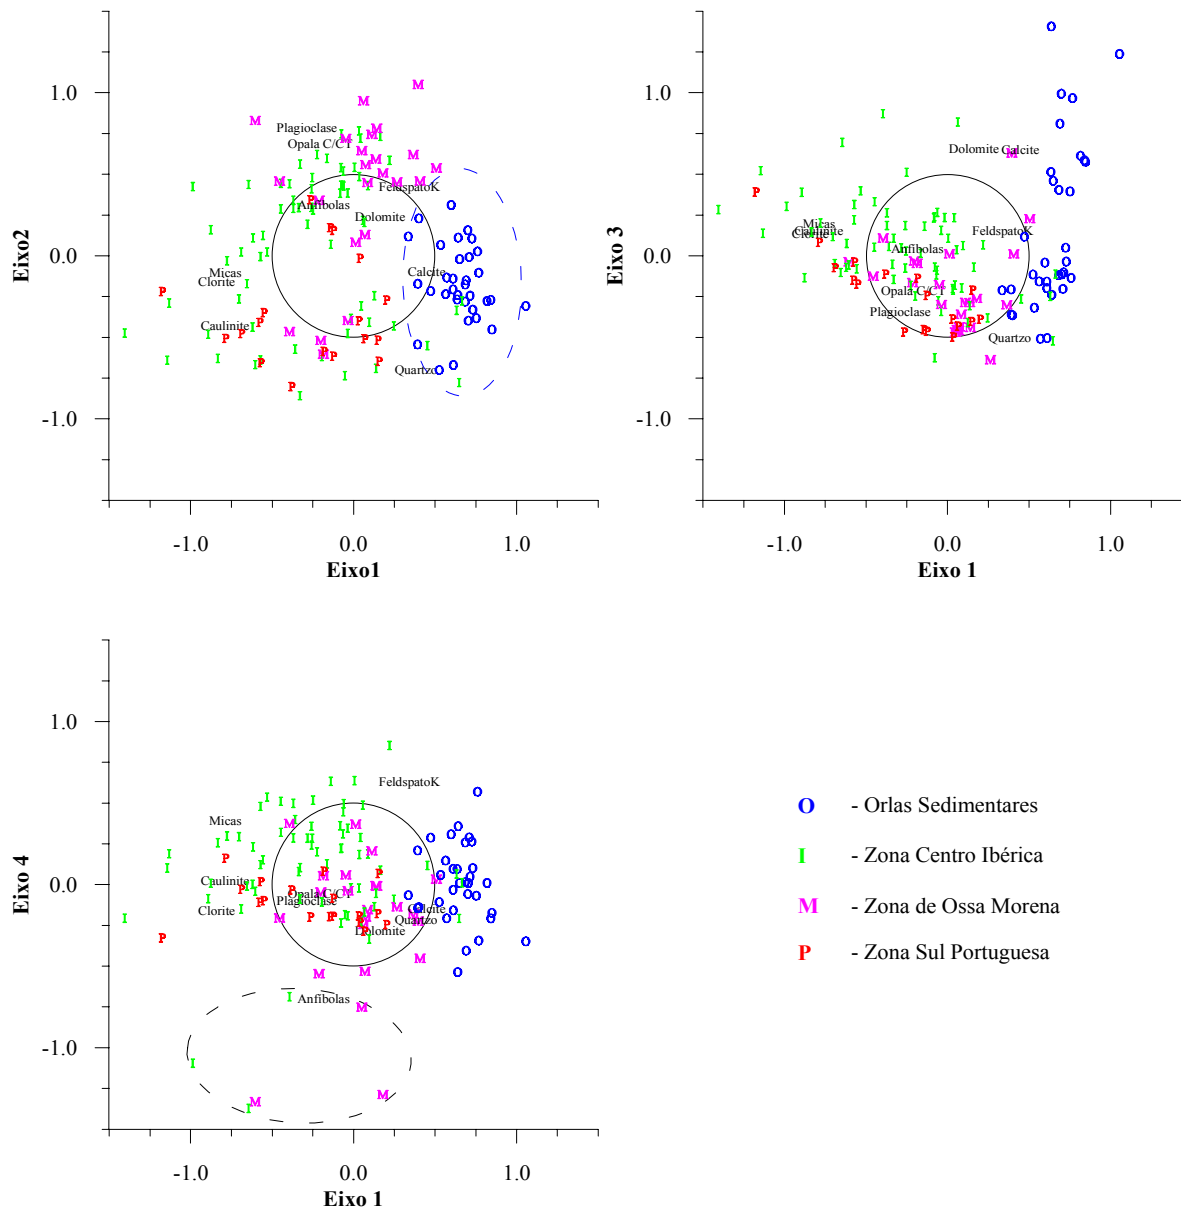 1.0
0.0
-1.0
Eixo2
-1.0 0.0 1.0
Eixo1
Plagioclase
Opala C/CT
FeldspatoK
Anfibolas
Dolomite
Calcite
Micas
Clorite
Caulinite
Quartzo
1.0
0.0
-1.0
Eixo 3
-1.0 0.0 1.0
Eixo 1
Dolomite Calcite
Micas
Caulinite
Clorite
FeldspatoK
Anfibolas
Opala C/CT
Plagioclase
Quartzo
1.0
0.0
-1.0
Eixo 4
-1.0 0.0 1.0
Eixo 1
FeldspatoK
Micas
Caulinite
Opala C/CT
Plagioclase
Clorite
Calcite
Quartzo
Dolomite
Anfibolas
O - Orlas Sedimentares
I - Zona Centro Ibérica
M - Zona de Ossa Morena
P - Zona Sul Portuguesa